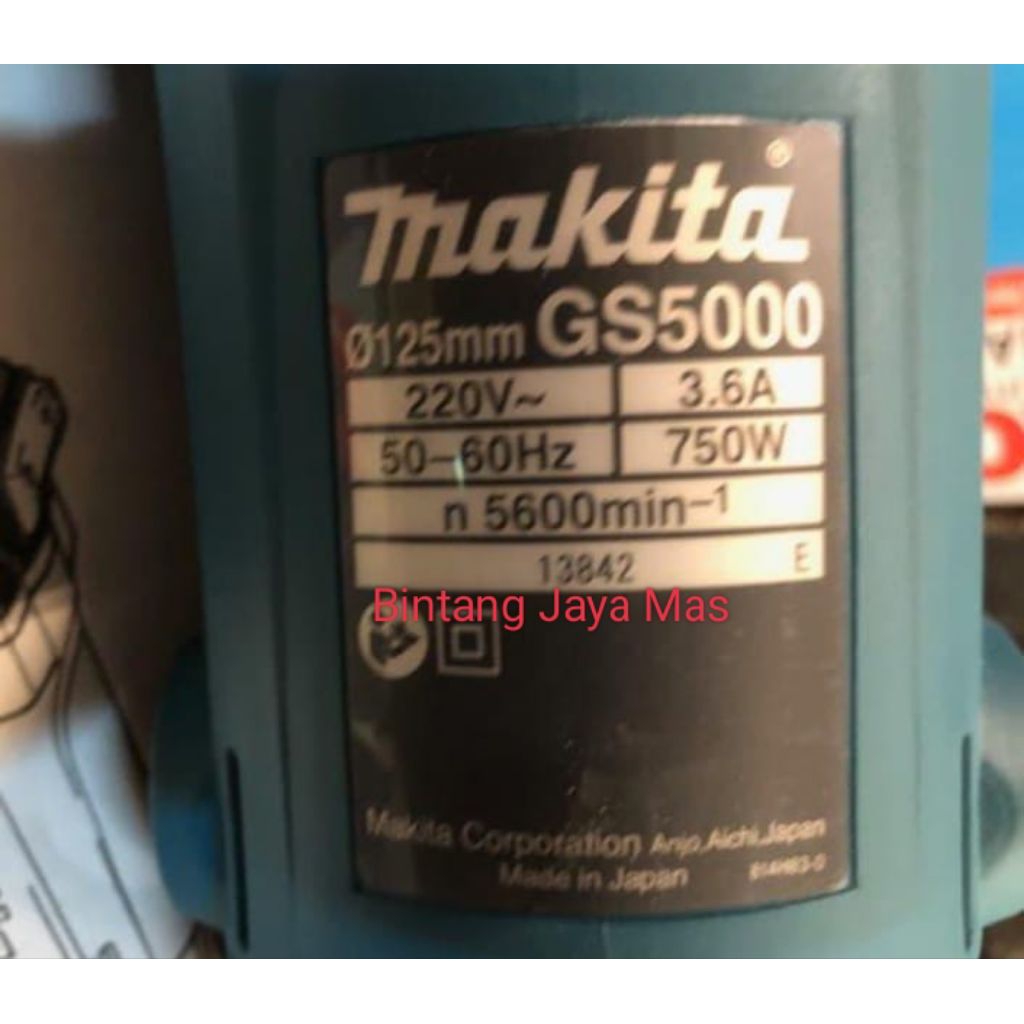 makita®
Ø125mm GS5000
220V~ 3.6A
50-60Hz 750W
n 5600min-1
13842 E
Bintang Jaya Mas
Makita Corporation Anjo,Aichi,Japan
Made in Japan